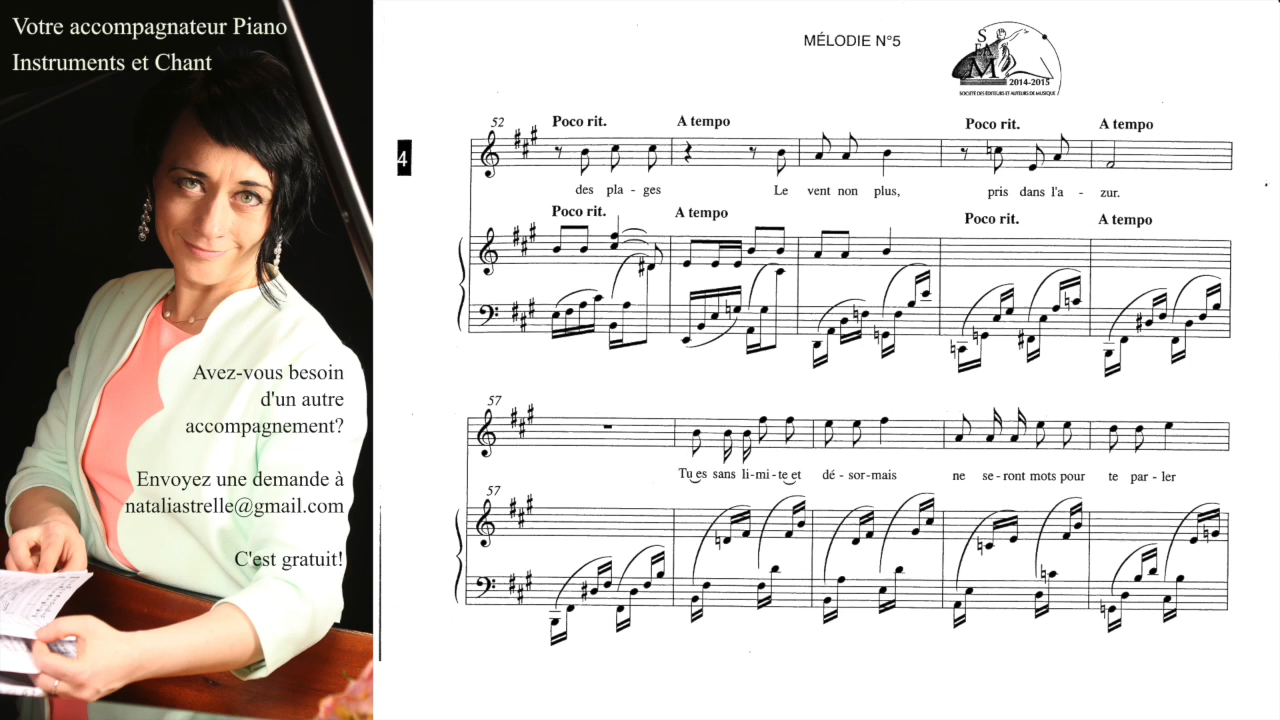 Votre accompagnateur Piano
Instruments et Chant
Avez-vous besoin
d'un autre
accompagnement?
Envoyez une demande à
nataliastrelle@gmail.com
C'est gratuit!
MÉLODIE N°5
SEAM
2014-2015
SOCIÉTÉ DES ÉDITEURS ET AUTEURS DE MUSIQUE
4
52
Poco rit. A tempo Poco rit. A tempo
des pla - ges Le vent non plus, pris dans l'a - zur.
Poco rit. A tempo Poco rit. A tempo
57
Tu es sans li - mi - te et dé - sor - mais ne se - ront mots pour te par - ler
57